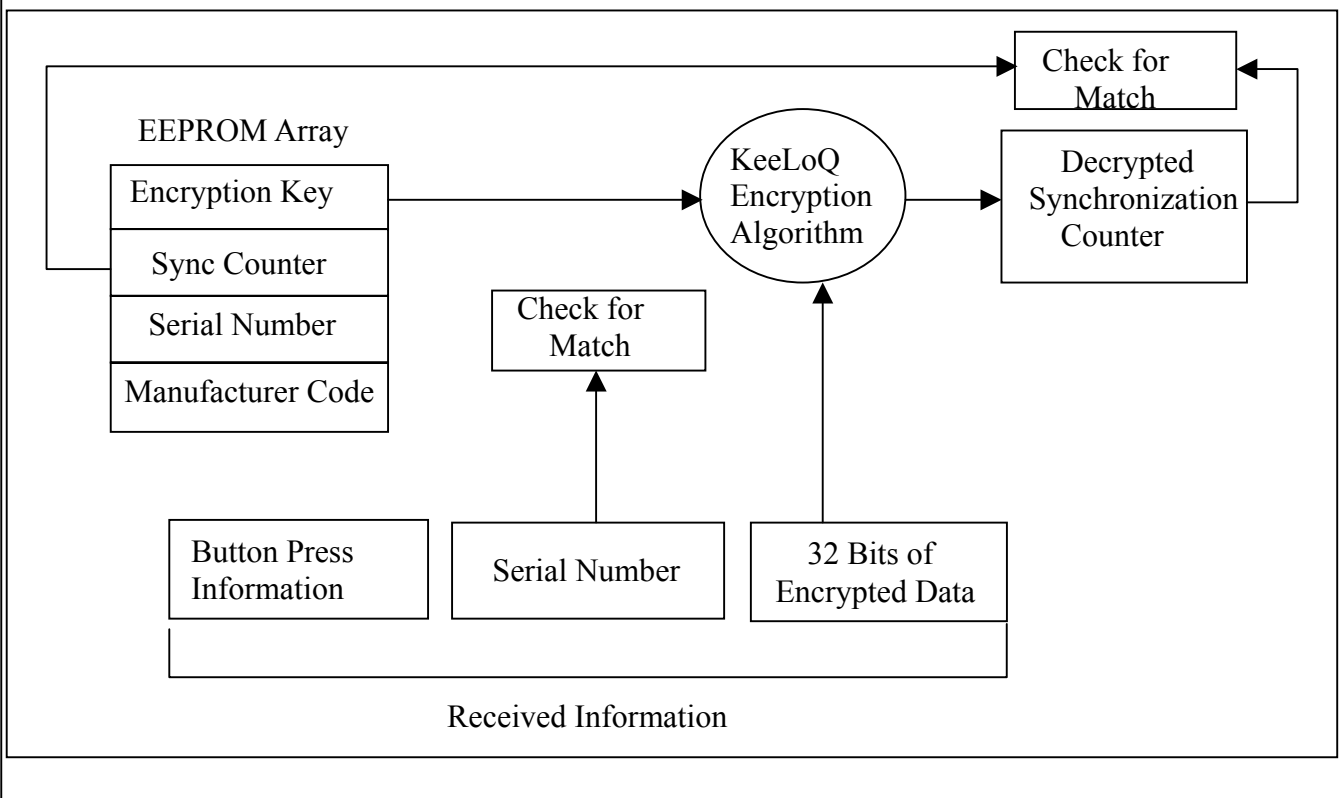 Check for
Match
EEPROM Array
Encryption Key
Sync Counter
Serial Number
Manufacturer Code
KeeLoQ
Encryption
Algorithm
Decrypted
Synchronization
Counter
Check for
Match
Button Press
Information
Serial Number
32 Bits of
Encrypted Data
Received Information